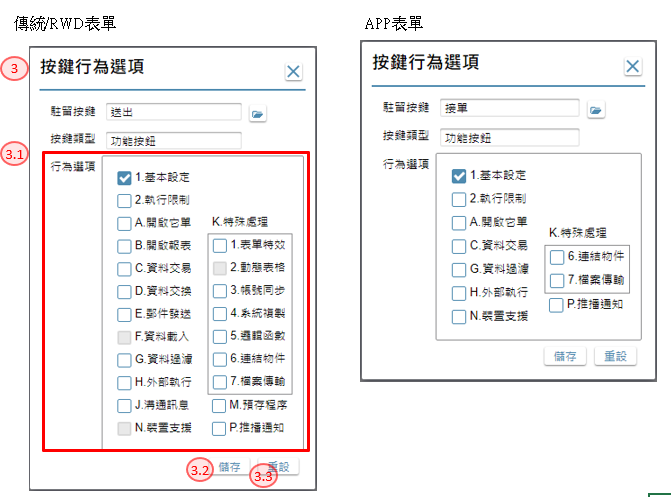 傳統/RWD表單
3
按鍵行為選項
駐留按鍵 送出
按鍵類型 功能按鈕
3.1
行為選項
1.基本設定
2.執行限制
A.開啟它單
B.開啟報表
C.資料交易
D.資料交換
E.郵件發送
F.資料載入
G.資料過濾
H.外部執行
J.溝通訊息
N.裝置支援
K.特殊處理
1.表單特效
2.動態表格
3.帳號同步
4.系統複製
5.邏輯函數
6.連結物件
7.檔案傳輸
M.預存程序
P.推播通知
3.2
儲存
3.3
重設
APP表單
按鍵行為選項
駐留按鍵 接單
按鍵類型 功能按鈕
行為選項
1.基本設定
2.執行限制
A.開啟它單
C.資料交易
G.資料過濾
H.外部執行
N.裝置支援
K.特殊處理
6.連結物件
7.檔案傳輸
P.推播通知
儲存 重設